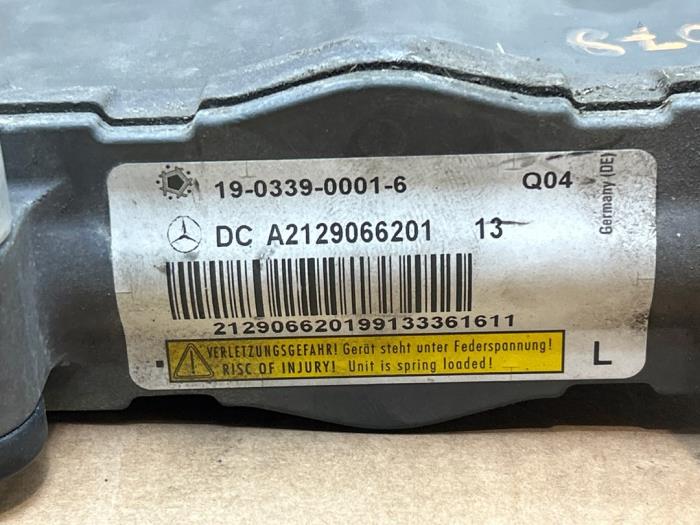 19-0339-0001-6 Q04
Germany (DE)
DC A2129066201 13
212906620199133361611
VERLETZUNGSGEFAHR! Gerät steht unter Federspannung!
RISC OF INJURY! Unit is spring loaded!
L